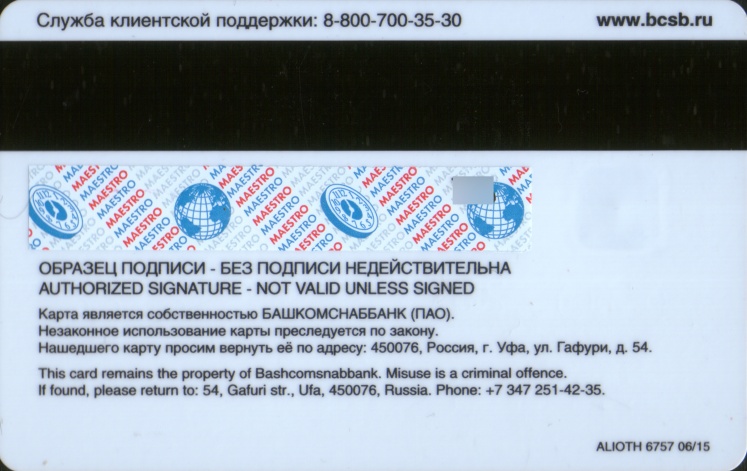 Служба клиентской поддержки: 8-800-700-35-30 www.bcsb.ru
MAESTRO
ОБРАЗЕЦ ПОДПИСИ - БЕЗ ПОДПИСИ НЕДЕЙСТВИТЕЛЬНА
AUTHORIZED SIGNATURE - NOT VALID UNLESS SIGNED
Карта является собственностью БАШКОМСНАББАНК (ПАО).
Незаконное использование карты преследуется по закону.
Нашедшего карту просим вернуть её по адресу: 450076, Россия, г. Уфа, ул. Гафури, д. 54.
This card remains the property of Bashcomsnabbank. Misuse is a criminal offence.
If found, please return to: 54, Gafuri str., Ufa, 450076, Russia. Phone: +7 347 251-42-35.
ALIOTH 6757 06/15